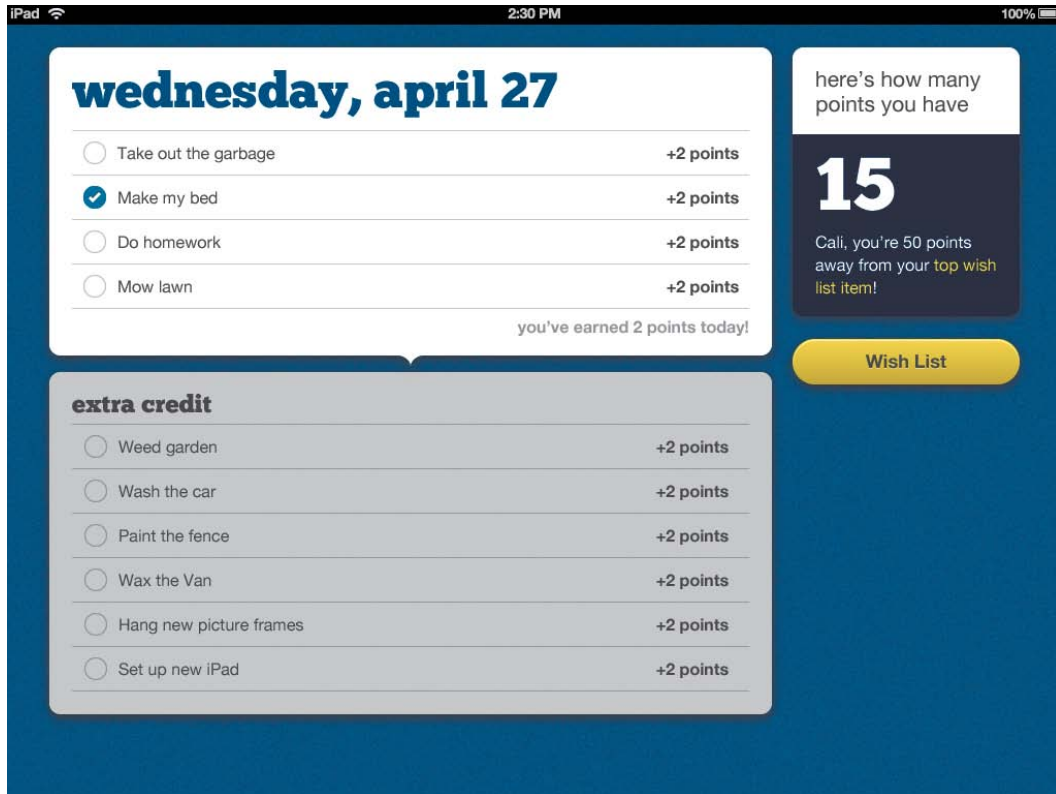 iPad 2:30 PM 100%
wednesday, april 27
Take out the garbage +2 points
Make my bed +2 points
Do homework +2 points
Mow lawn +2 points
you've earned 2 points today!
extra credit
Weed garden +2 points
Wash the car +2 points
Paint the fence +2 points
Wax the Van +2 points
Hang new picture frames +2 points
Set up new iPad +2 points
here's how many
points you have
15
Cali, you're 50 points
away from your top wish
list item!
Wish List